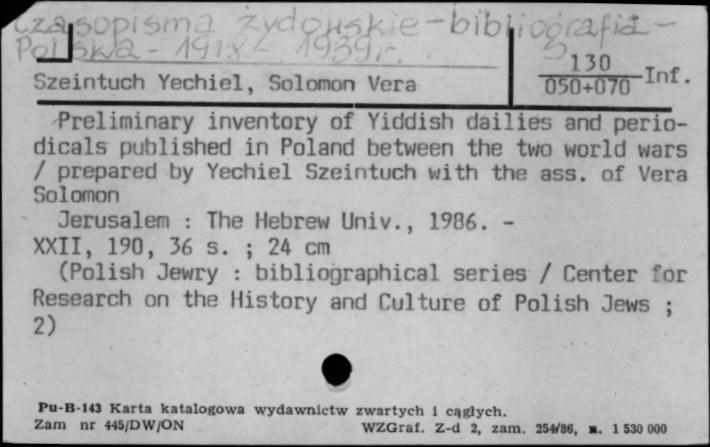 Czasopisma żydowskie - bibliografia -
Polska - 1918 - 1939 r.
130
Szeintuch Yechiel, Solomon Vera
050+070 Inf.
Preliminary inventory of Yiddish dailies and perio-
dicals published in Poland between the two world wars
/ prepared by Yechiel Szeintuch with the ass. of Vera
Solomon
Jerusalem : The Hebrew Univ., 1986. -
XXII, 190, 36 s. ; 24 cm
(Polish Jewry : bibliographical series / Center for
Research on the History and Culture of Polish Jews ;
2)
Pu-B-143 Karta katalogowa wydawnictw zwartych i ciągłych.
Zam nr 445/DW/ON WZGraf. Z-d 2, zam. 254/86, n. 1 530 000